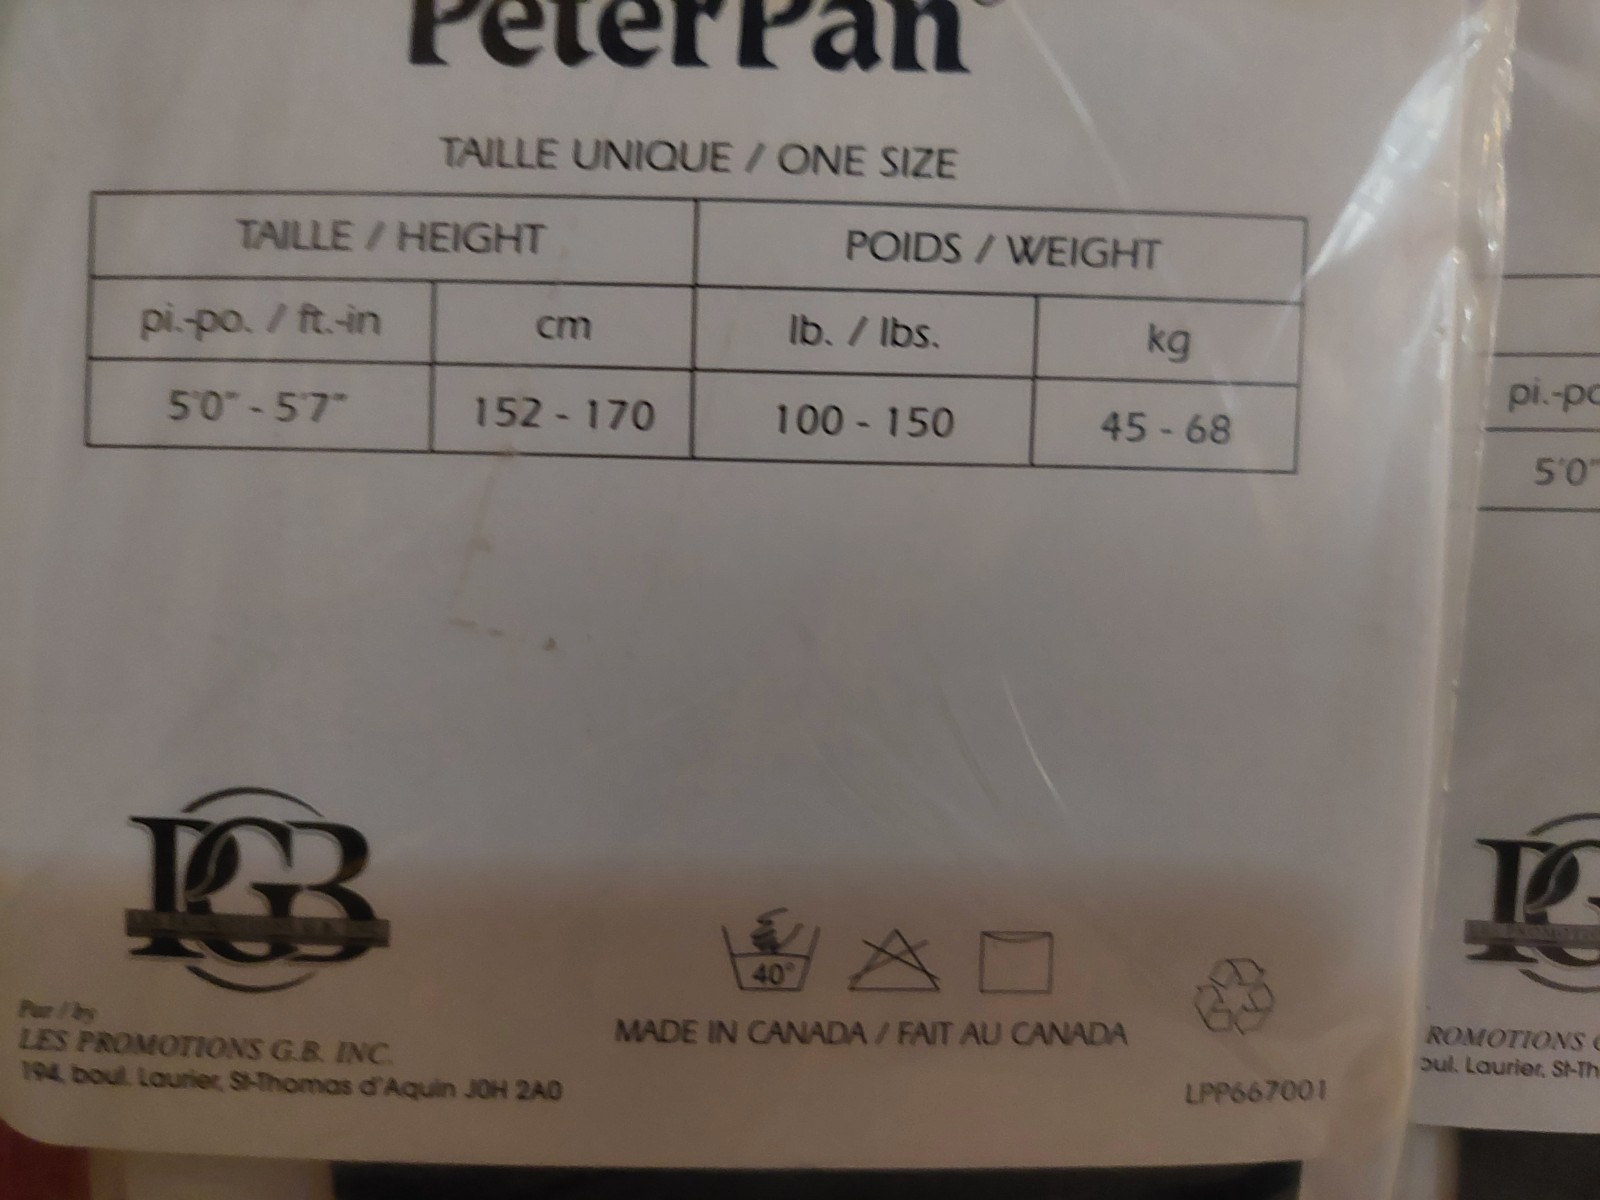 PeterPan
TAILLE UNIQUE / ONE SIZE
TAILLE / HEIGHT POIDS / WEIGHT
pi.-po. / ft.-in cm lb. / lbs. kg
5'0" - 5'7" 152 - 170 100 - 150 45 - 68
PGB
40°
MADE IN CANADA / FAIT AU CANADA
Par / by
LES PROMOTIONS G.B. INC.
194, boul. Laurier, St-Thomas d'Aquin J0H 2A0
LPP667001
pi.-po
5'0"
PG
ROMOTIONS
oul. Laurier, St-Th